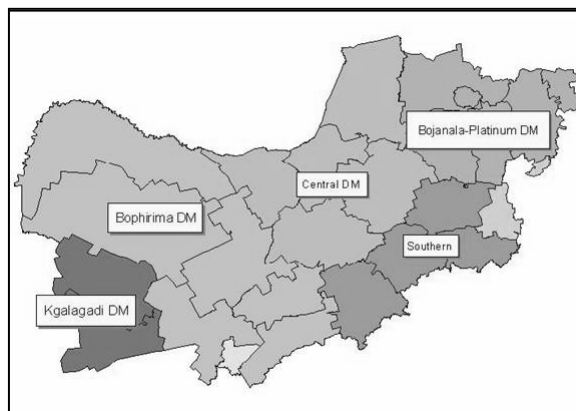 Bojanala-Platinum DM
Central DM
Bophirima DM
Southern
Kgalagadi DM